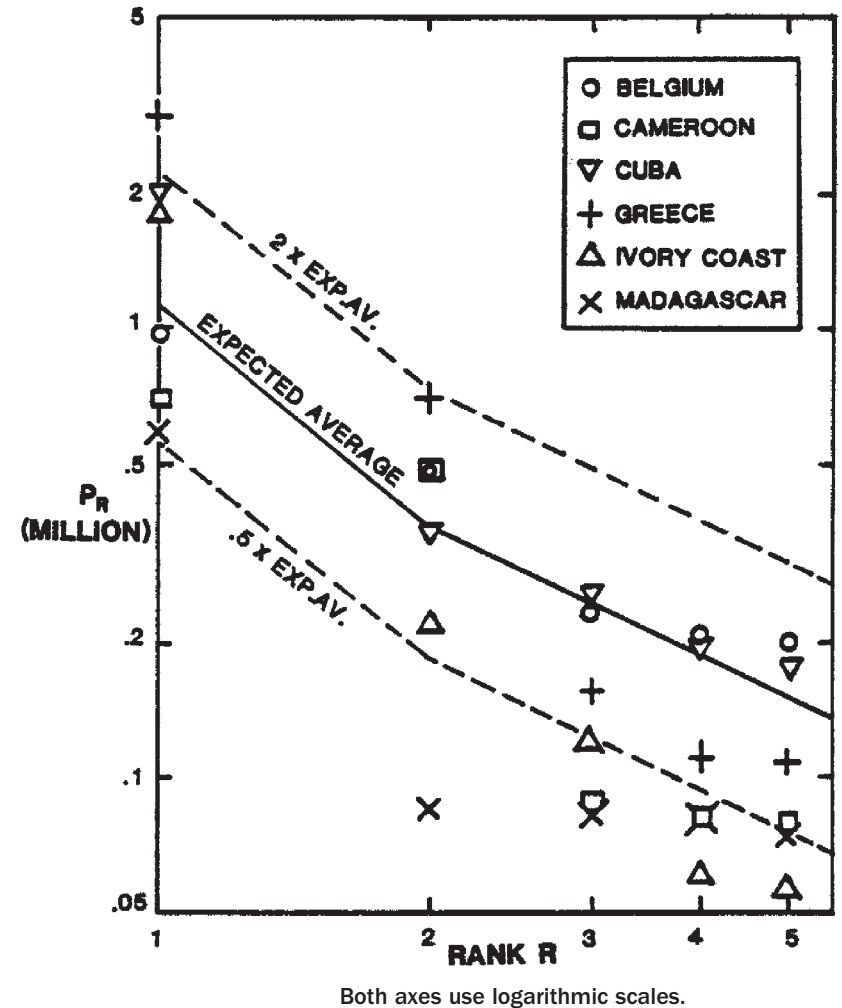 5
2
1
.5
.2
.1
.05
P_R
(MILLION)
BELGIUM
CAMEROON
CUBA
GREECE
IVORY COAST
MADAGASCAR
2 X EXP.AV.
EXPECTED AVERAGE
.5 X EXP.AV.
1 2 3 4 5
RANK R
Both axes use logarithmic scales.